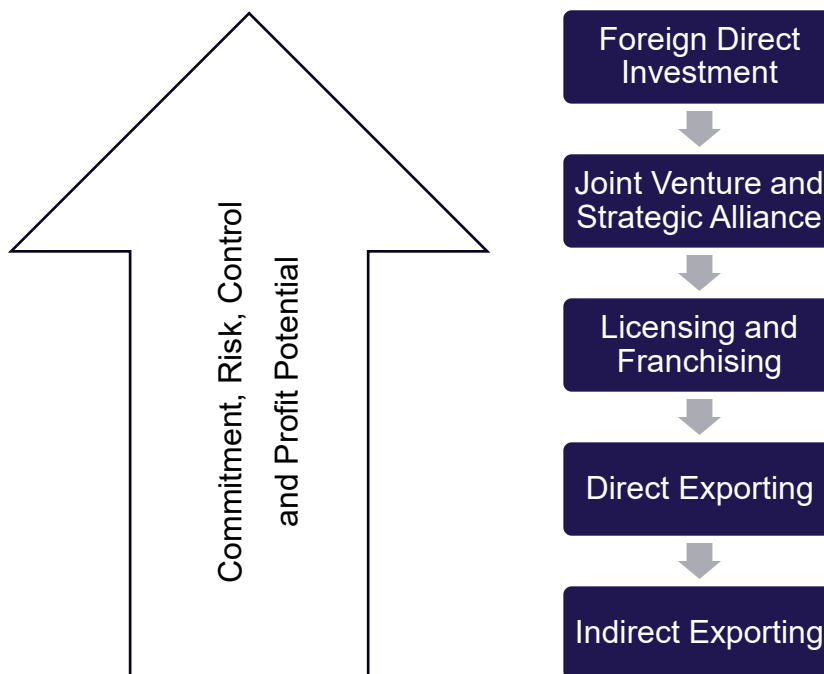 Commitment, Risk, Control
and Profit Potential
Foreign Direct
Investment
Joint Venture and
Strategic Alliance
Licensing and
Franchising
Direct Exporting
Indirect Exporting